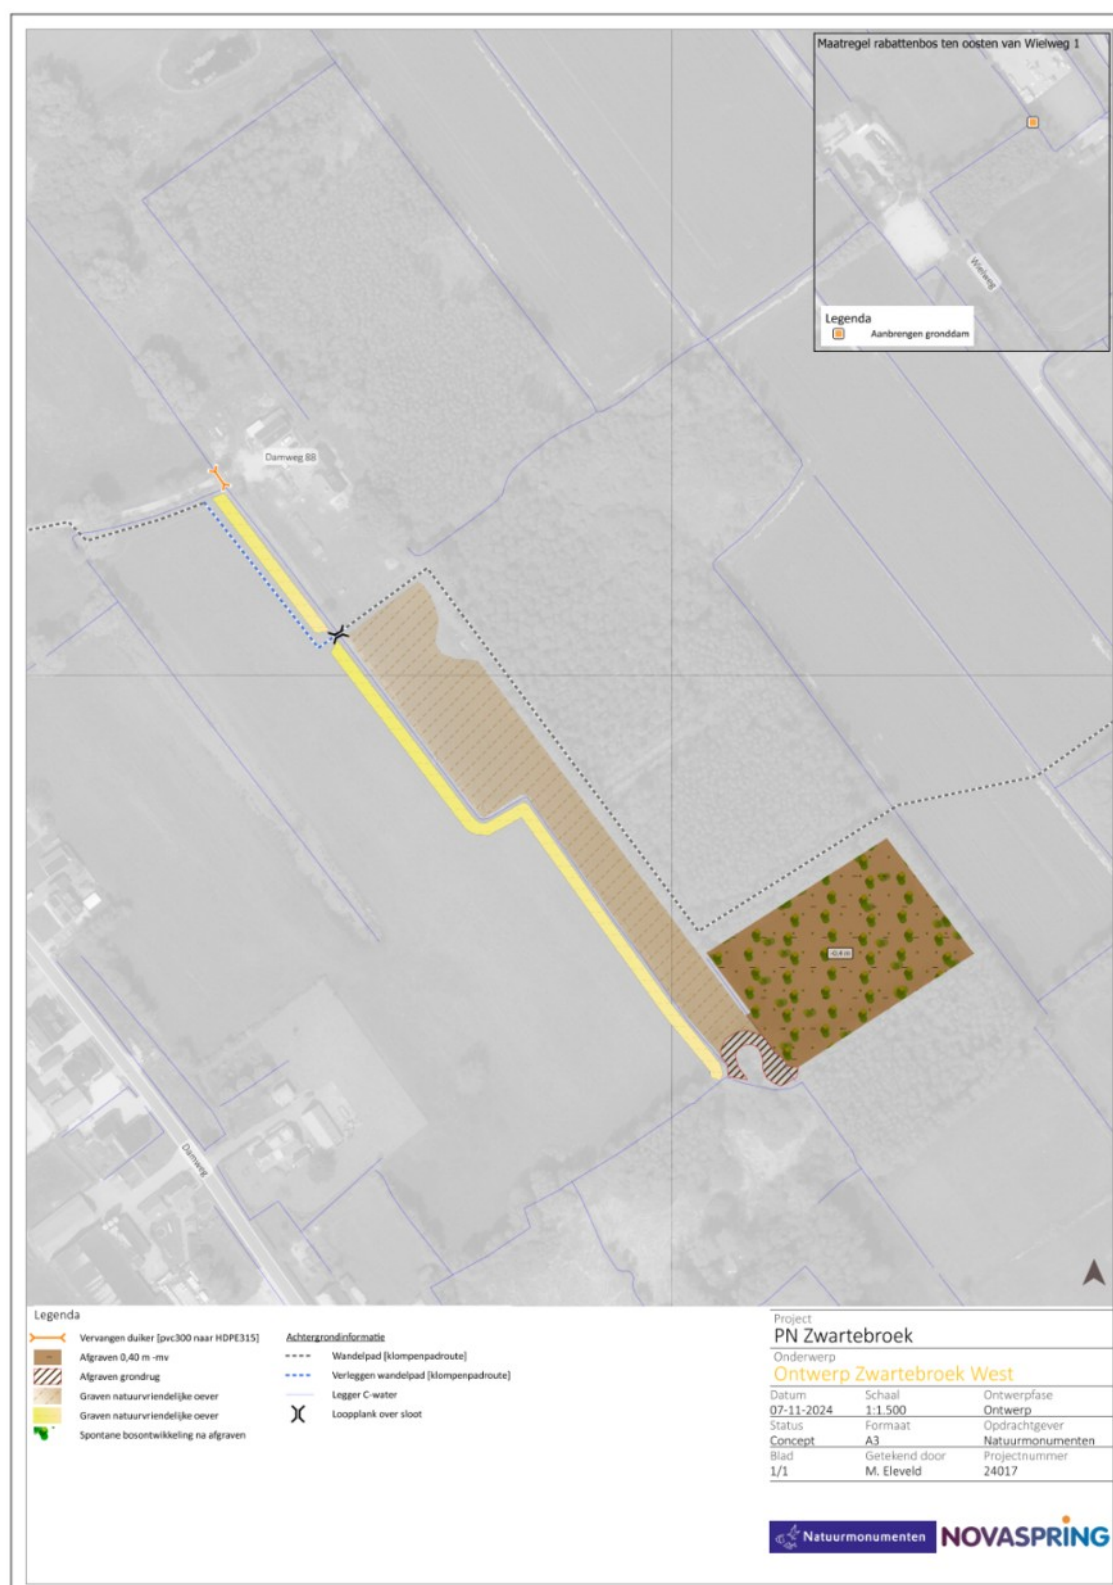 Maatregel rabattenbos ten oosten van Wielweg 1
Wielweg
Legenda
Aanbrengen gronddam
Damweg 88
-0,4 m
Damweg
Legenda
Vervangen duiker [pvc300 naar HDPE315]
Afgraven 0,40 m -mv
Afgraven grondrug
Graven natuurvriendelijke oever
Graven natuurvriendelijke oever
Spontane bosontwikkeling na afgraven
Achtergrondinformatie
Wandelpad [klompenpadroute]
Verleggen wandelpad [klompenpadroute]
Legger C-water
Loopplank over sloot
Project
PN Zwartebroek
Onderwerp
Ontwerp Zwartebroek West
Datum Schaal Ontwerpfase
07-11-2024 1:1.500 Ontwerp
Status Formaat Opdrachtgever
Concept A3 Natuurmonumenten
Blad Getekend door Projectnummer
1/1 M. Eleveld 24017
Natuurmonumenten NOVASPRING